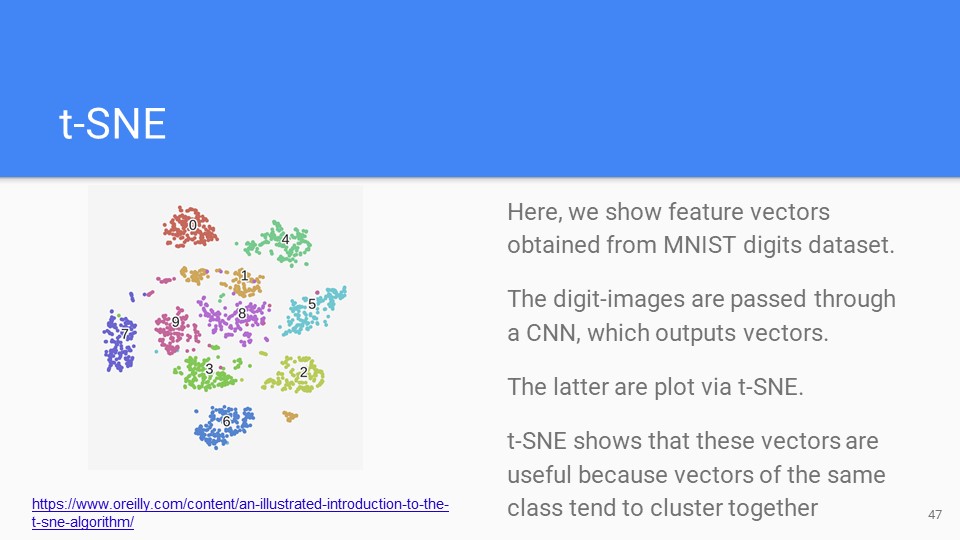 t-SNE
0
4
1
5
8
9
7
3
2
6
https://www.oreilly.com/content/an-illustrated-introduction-to-the-
t-sne-algorithm/
Here, we show feature vectors
obtained from MNIST digits dataset.
The digit-images are passed through
a CNN, which outputs vectors.
The latter are plot via t-SNE.
t-SNE shows that these vectors are
useful because vectors of the same
class tend to cluster together
47